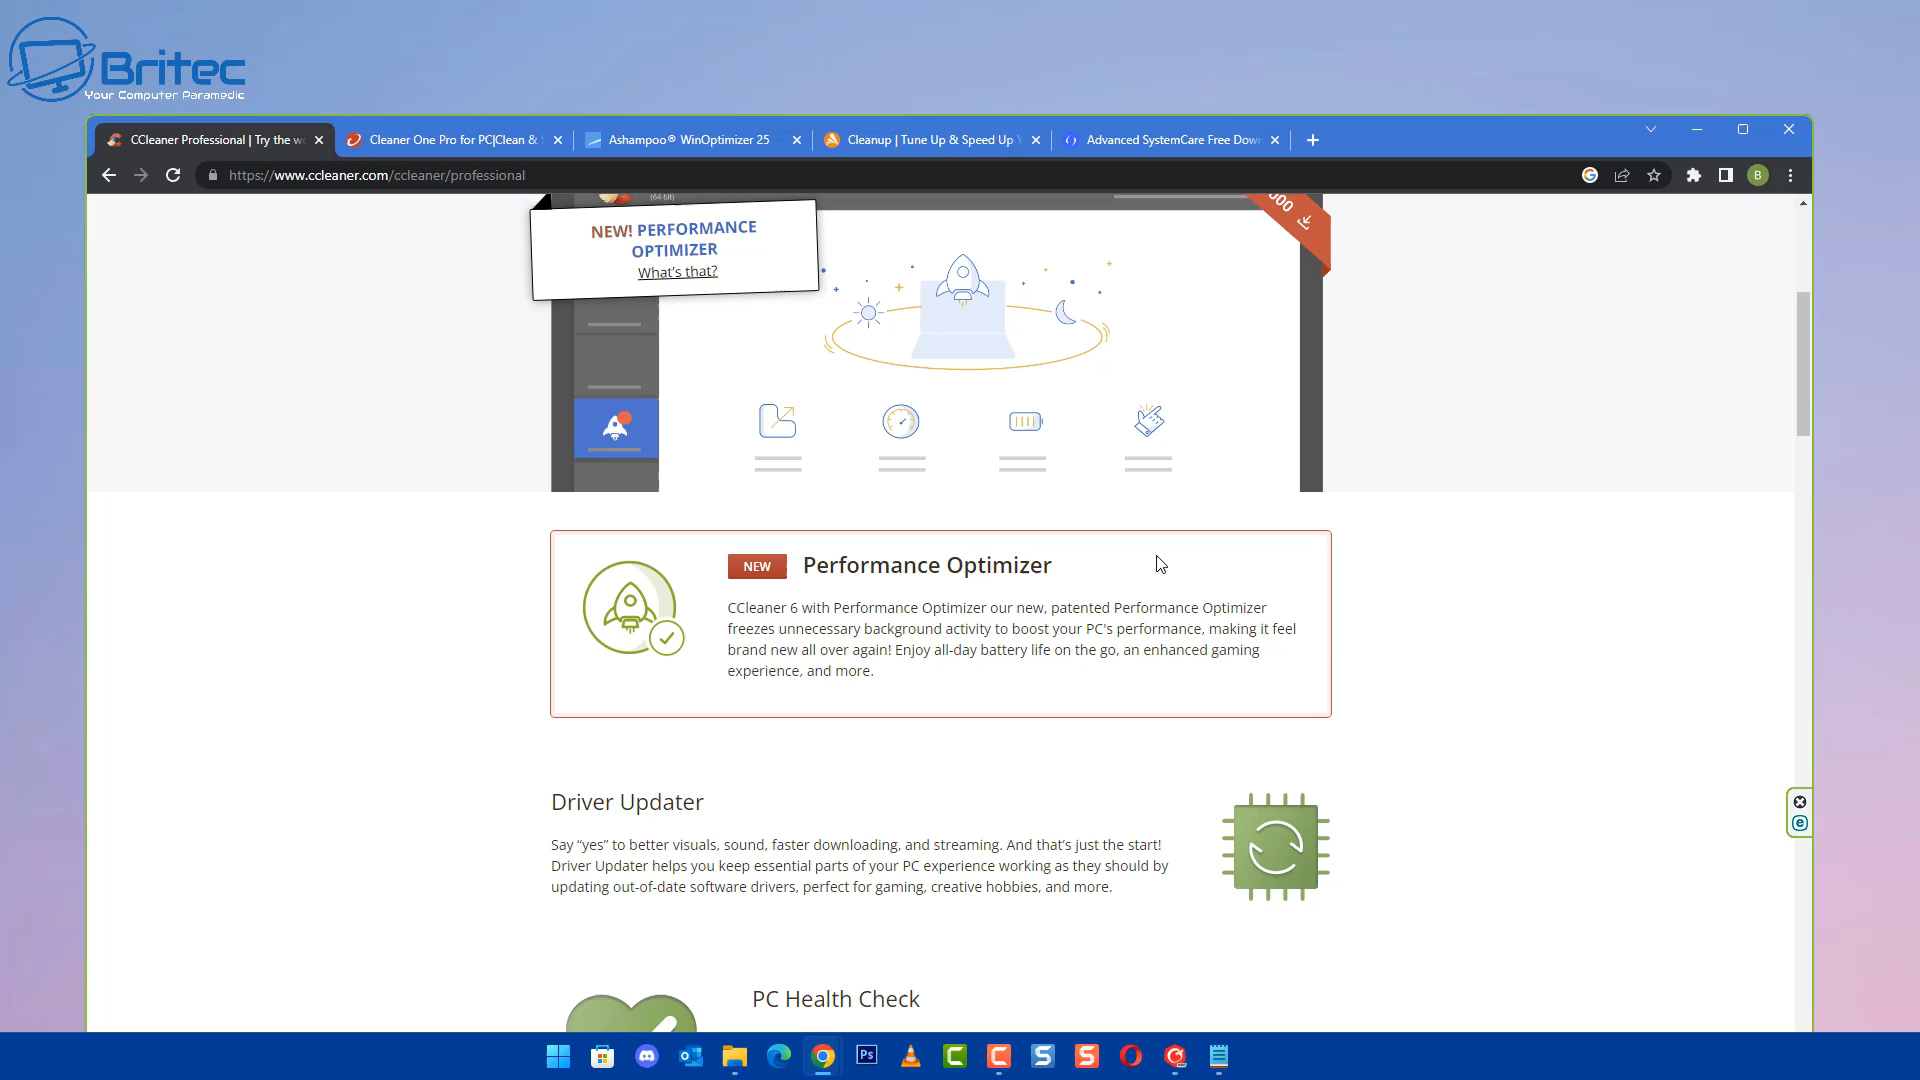 Britec
Your Computer Paramedic
CCleaner Professional | Try the wo
Cleaner One Pro for PC|Clean & S
Ashampoo® WinOptimizer 25
Cleanup | Tune Up & Speed Up Y
Advanced SystemCare Free Down
https://www.ccleaner.com/ccleaner/professional
B
(64-bit)
000
NEW! PERFORMANCE
OPTIMIZER
What's that?
NEW
Performance Optimizer
CCleaner 6 with Performance Optimizer our new, patented Performance Optimizer
freezes unnecessary background activity to boost your PC's performance, making it feel
brand new all over again! Enjoy all-day battery life on the go, an enhanced gaming
experience, and more.
Driver Updater
Say “yes” to better visuals, sound, faster downloading, and streaming. And that’s just the start!
Driver Updater helps you keep essential parts of your PC experience working as they should by
updating out-of-date software drivers, perfect for gaming, creative hobbies, and more.
PC Health Check